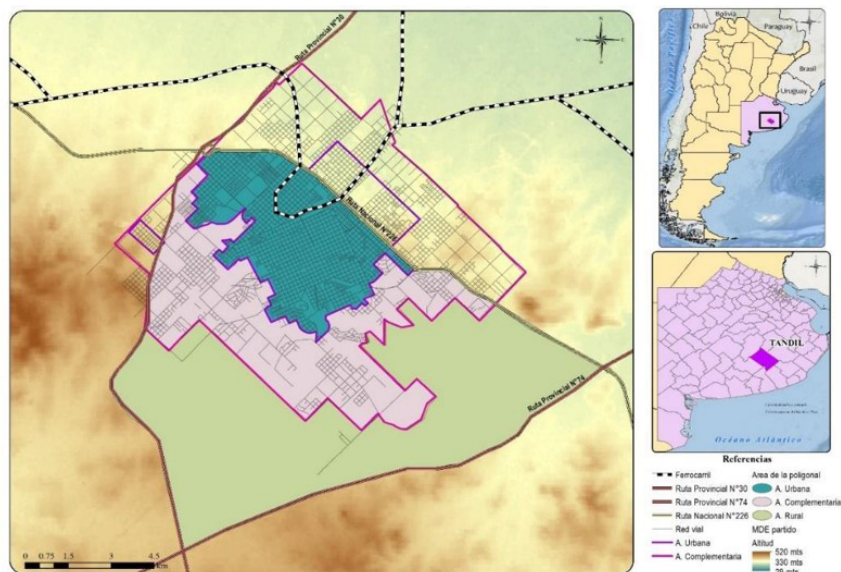 Ruta Provincial N°30
Ruta Nacional N°226
Ruta Provincial N°74
0 0.75 1.5 3 4.5
km
Bolivia
Paraguay
Chile
Brasil
Uruguay
TANDIL
Océano Atlántico
Referencias
Ferrocarril
Ruta Provincial N°30
Ruta Provincial N°74
Ruta Nacional N°226
Red vial
A. Urbana
A. Complementaria
Area de la poligonal
A. Urbana
A. Complementaria
A. Rural
MDE partido
Altitud
520 mts
330 mts